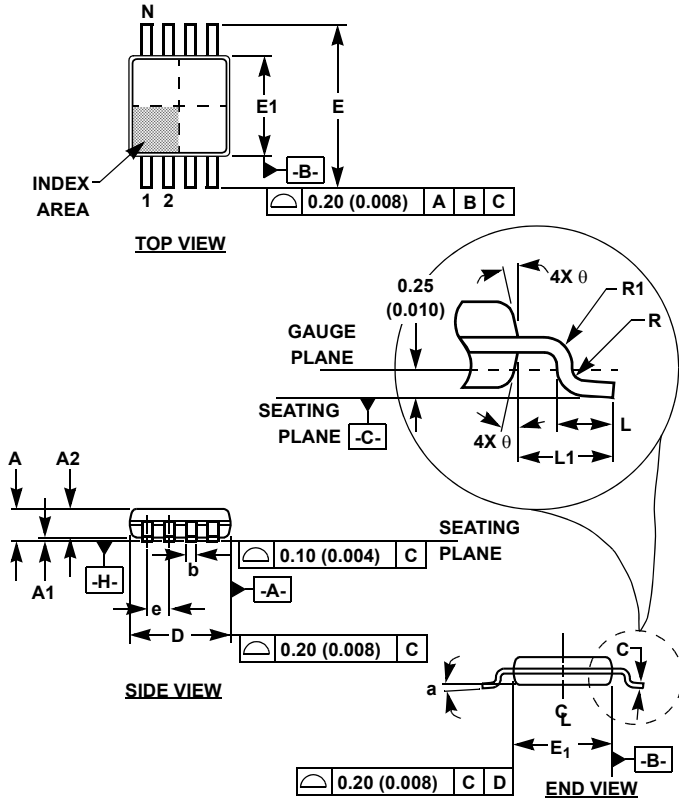 N
E1
E
-B-
INDEX
AREA
1 2
0.20 (0.008) A B C
TOP VIEW
0.25
(0.010)
4X θ
R1
R
GAUGE
PLANE
SEATING
PLANE
-C-
4X θ
L
L1
A A2
SEATING
PLANE
A1
-H-
b
0.10 (0.004) C
-A-
e
D
0.20 (0.008) C
SIDE VIEW
C
a
CL
E1
-B-
0.20 (0.008) C D
END VIEW